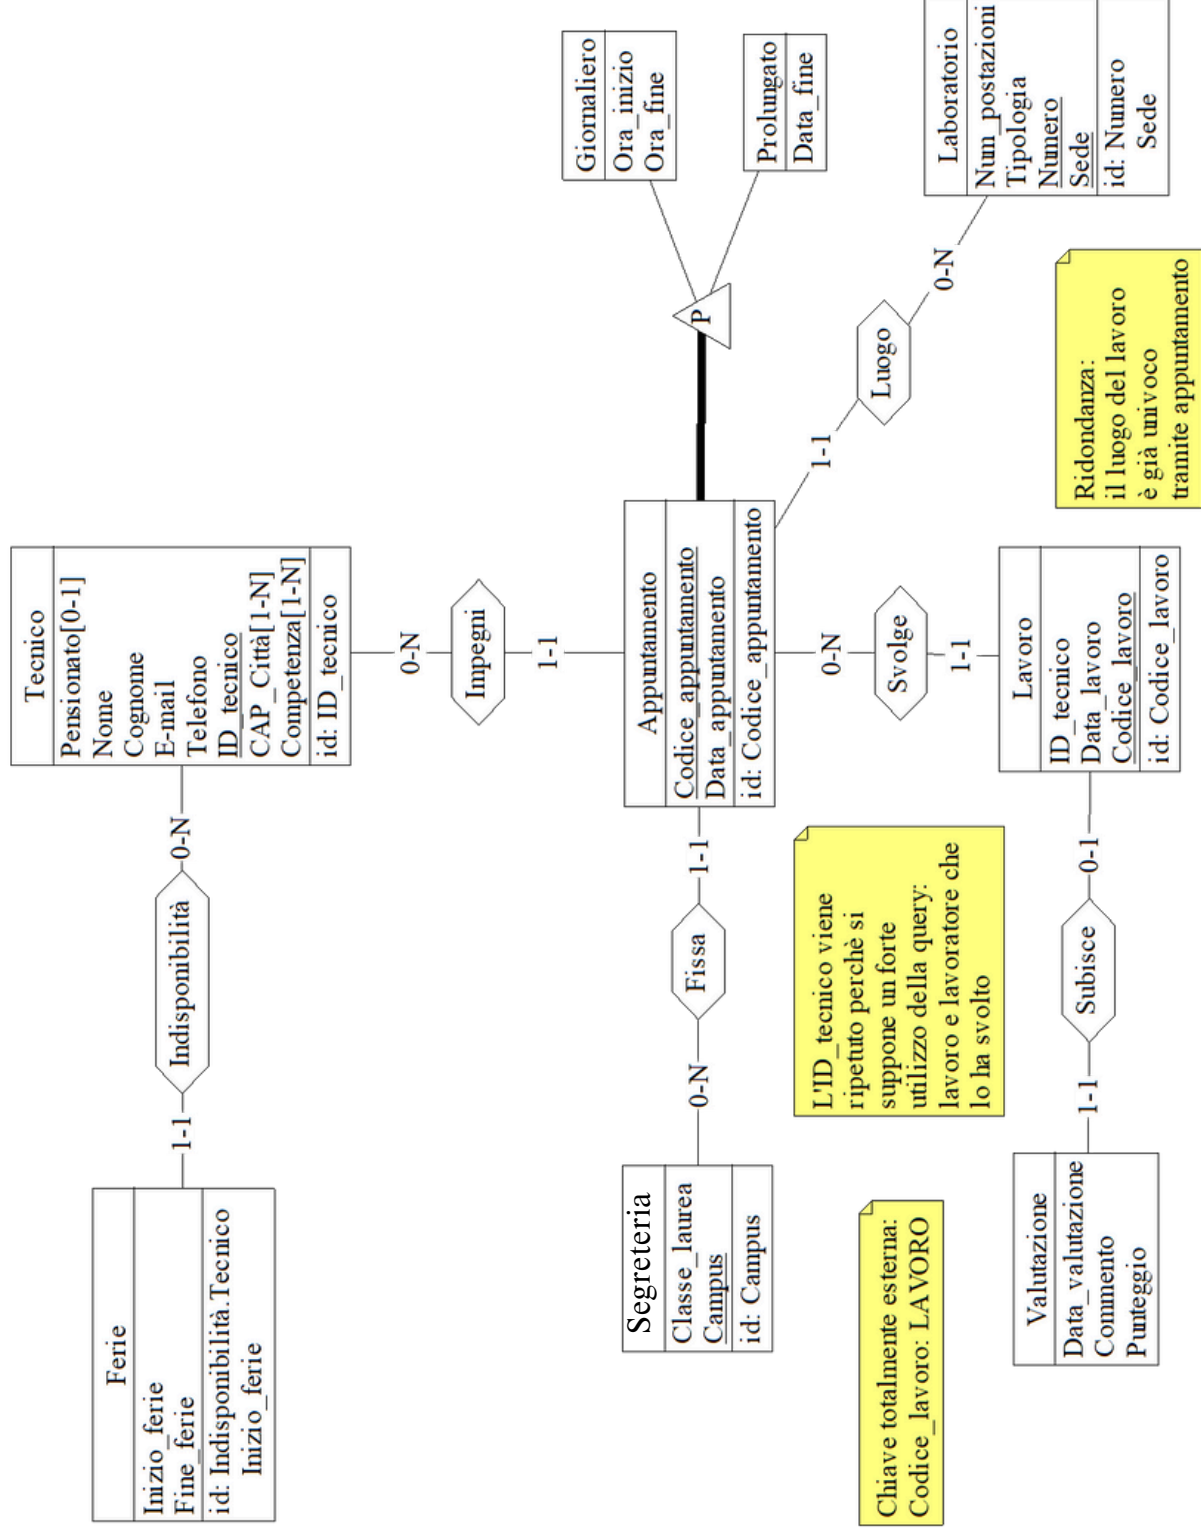 Ferie
Inizio_ferie
Fine_ferie
id: Indisponibilità.Tecnico
Inizio_ferie
1-1
Indisponibilità
0-N
Tecnico
Pensionato[0-1]
Nome
Cognome
E-mail
Telefono
ID_tecnico
CAP_Città[1-N]
Competenza[1-N]
id: ID_tecnico
0-N
Impegni
1-1
Segreteria
Classe_laurea
Campus
id: Campus
0-N
Fissa
1-1
Appuntamento
Codice_appuntamento
Data_appuntamento
id: Codice_appuntamento
P
Giornaliero
Ora_inizio
Ora_fine
Prolungato
Data_fine
1-1
Luogo
0-N
Laboratorio
Num_postazioni
Tipologia
Numero
Sede
id: Numero
Sede
0-N
Svolge
1-1
L'ID_tecnico viene
ripetuto perchè si
suppone un forte
utilizzo della query:
lavoro e lavoratore che
lo ha svolto
Chiave totalmente esterna:
Codice_lavoro: LAVORO
Valutazione
Data_valutazione
Commento
Punteggio
1-1
Subisce
0-1
Lavoro
ID_tecnico
Data_lavoro
Codice_lavoro
id: Codice_lavoro
Ridondanza:
il luogo del lavoro
è già univoco
tramite appuntamento